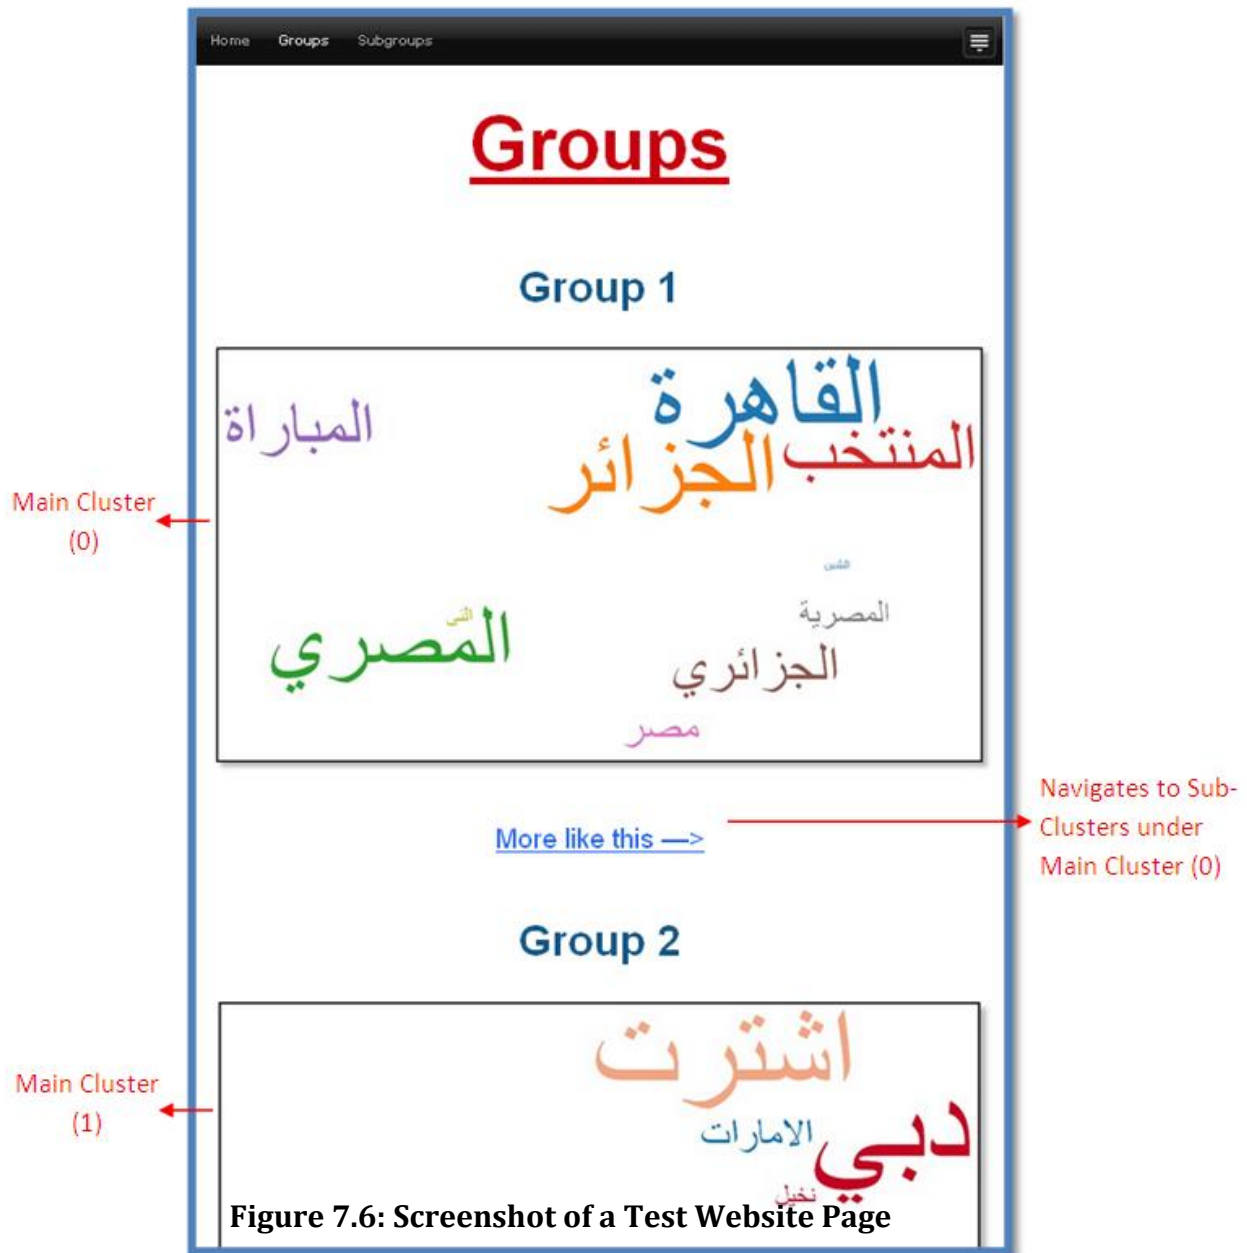 Home Groups Subgroups
Groups
Group 1
القاهرة
المباراة
المنتخب
الجزائر
Main Cluster
(0)
المصرية
المصري
الجزائري
مصر
Navigates to Sub-
Clusters under
Main Cluster (0)
More like this —>
Group 2
اشترت
Main Cluster
(1)
الامارات
دبي
نخيل
Figure 7.6: Screenshot of a Test Website Page